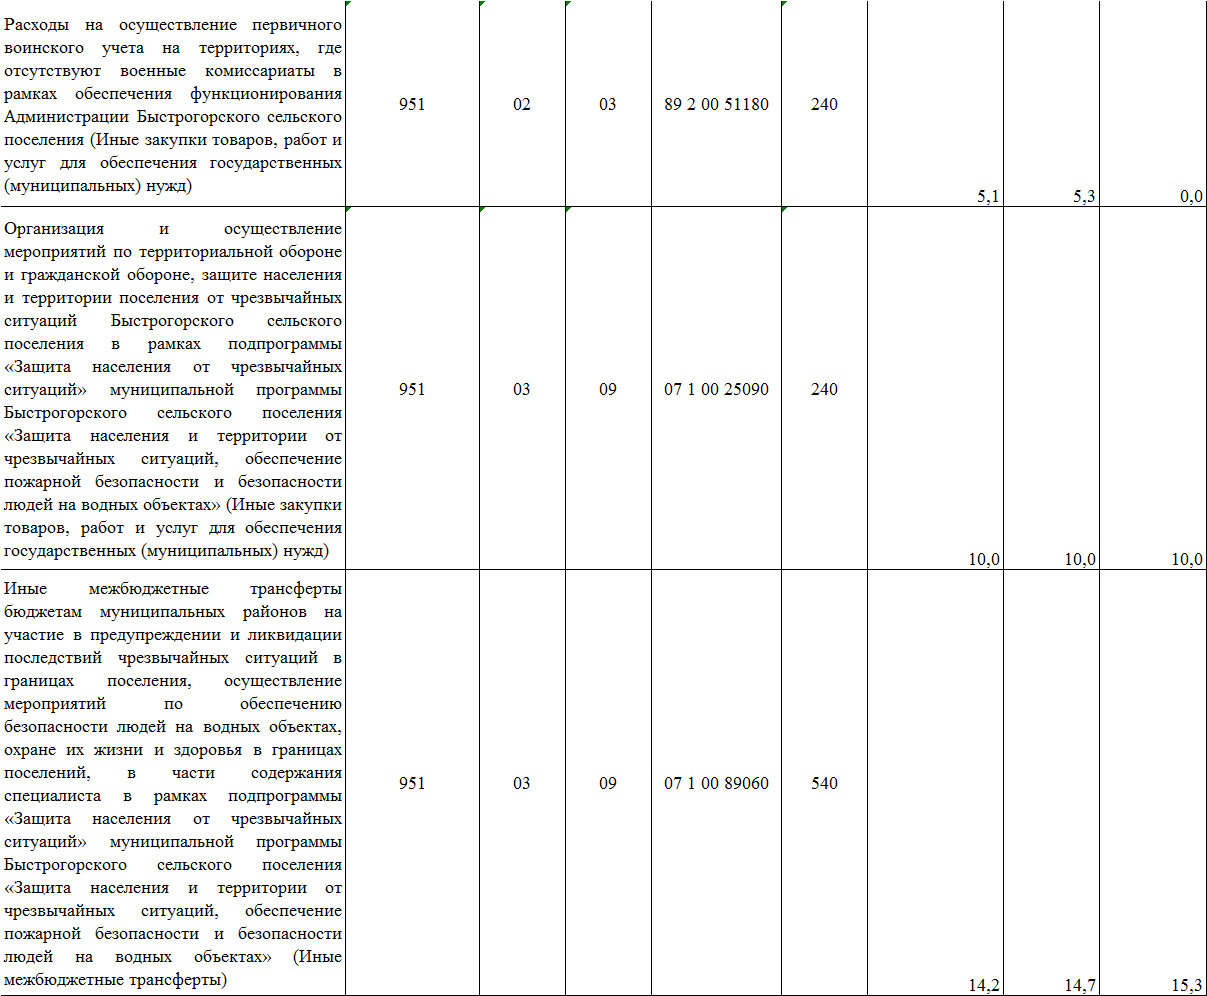 Расходы на осуществление первичного
воинского учета на территориях, где
отсутствуют военные комиссариаты в
рамках обеспечения функционирования
Администрации Быстрогорского сельского
поселения (Иные закупки товаров, работ и
услуг для обеспечения государственных
(муниципальных) нужд)
951 02 03 89 2 00 51180 240
5,1 5,3 0,0
Организация и осуществление
мероприятий по территориальной обороне
и гражданской обороне, защите населения
и территории поселения от чрезвычайных
ситуаций Быстрогорского сельского
поселения в рамках подпрограммы
«Защита населения от чрезвычайных
ситуаций» муниципальной программы
Быстрогорского сельского поселения
«Защита населения и территории от
чрезвычайных ситуаций, обеспечение
пожарной безопасности и безопасности
людей на водных объектах» (Иные закупки
товаров, работ и услуг для обеспечения
государственных (муниципальных) нужд)
951 03 09 07 1 00 25090 240
10,0 10,0 10,0
Иные межбюджетные трансферты
бюджетам муниципальных районов на
участие в предупреждении и ликвидации
последствий чрезвычайных ситуаций в
границах поселения, осуществление
мероприятий по обеспечению
безопасности людей на водных объектах,
охране их жизни и здоровья в границах
поселений, в части содержания
специалиста в рамках подпрограммы
«Защита населения от чрезвычайных
ситуаций» муниципальной программы
Быстрогорского сельского поселения
«Защита населения и территории от
чрезвычайных ситуаций, обеспечение
пожарной безопасности и безопасности
людей на водных объектах» (Иные
межбюджетные трансферты)
951 03 09 07 1 00 89060 540
14,2 14,7 15,3